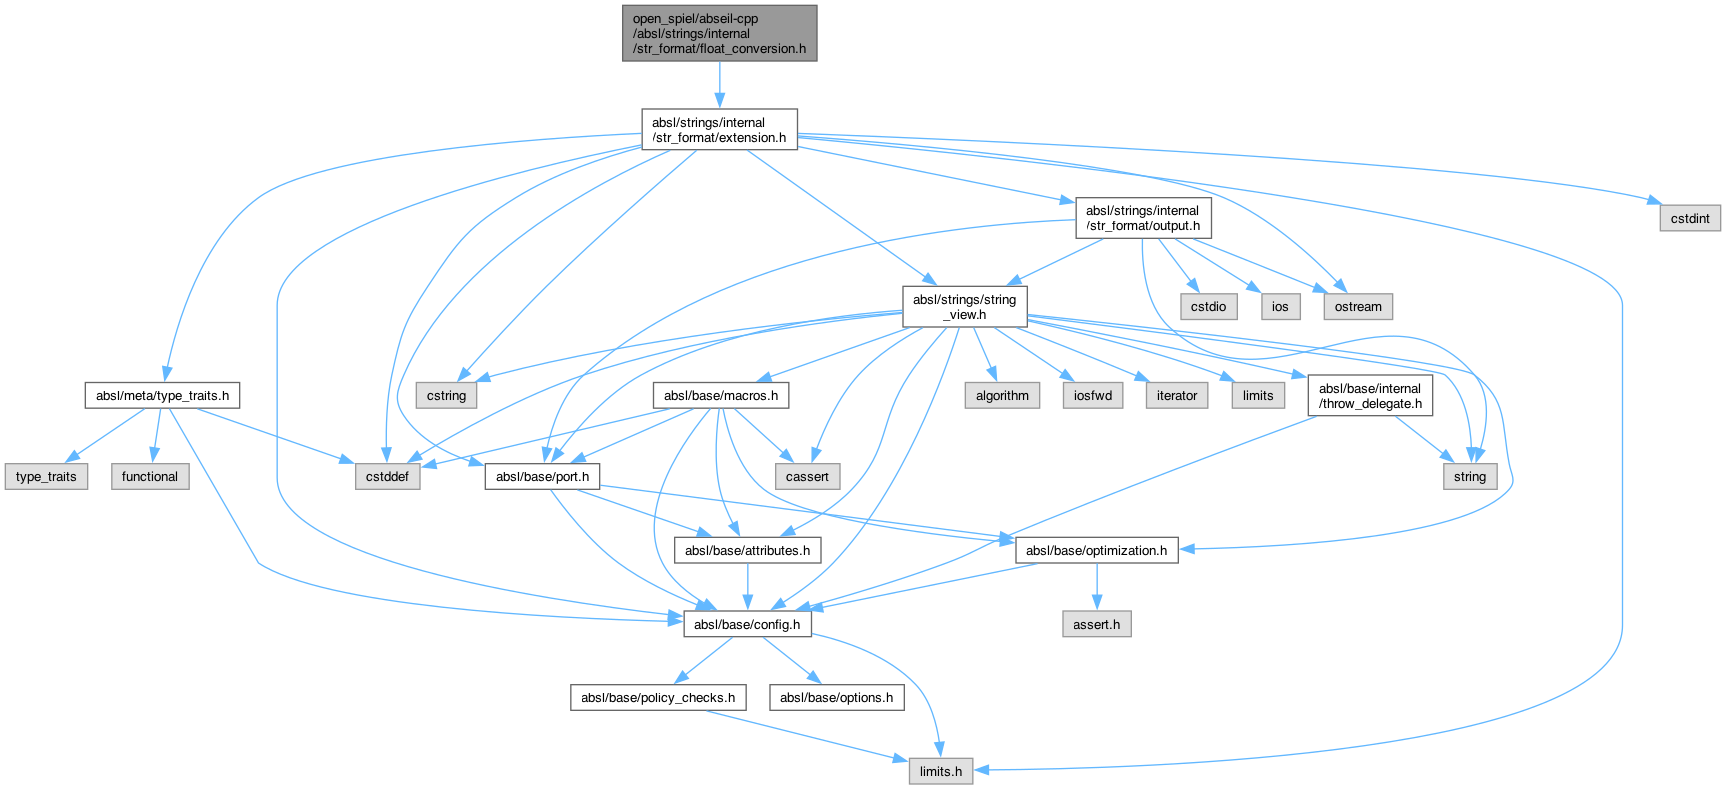 open_spiel/abseil-cpp
/absl/strings/internal
/str_format/float_conversion.h
absl/strings/internal
/str_format/extension.h
absl/strings/internal
/str_format/output.h
cstdint
absl/strings/string
_view.h
cstdio
ios
ostream
absl/meta/type_traits.h
cstring
absl/base/macros.h
algorithm
iosfwd
iterator
limits
absl/base/internal
/throw_delegate.h
type_traits
functional
cstddef
absl/base/port.h
cassert
string
absl/base/attributes.h
absl/base/optimization.h
absl/base/config.h
assert.h
absl/base/policy_checks.h
absl/base/options.h
limits.h